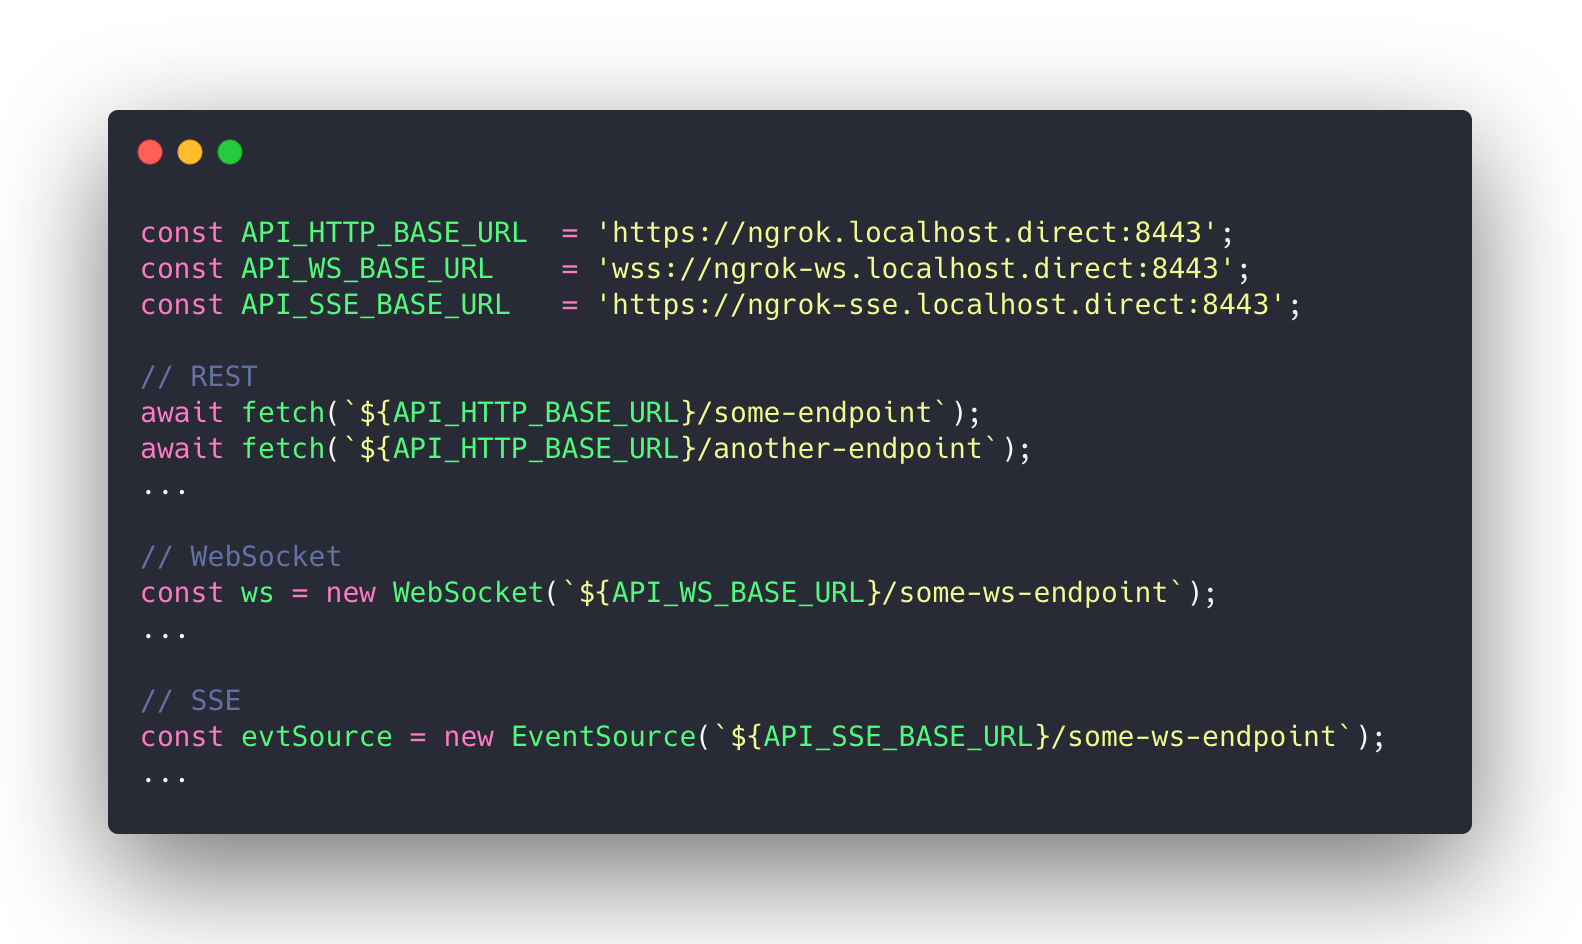 const API_HTTP_BASE_URL  = 'https://ngrok.localhost.direct:8443';
const API_WS_BASE_URL    = 'wss://ngrok-ws.localhost.direct:8443';
const API_SSE_BASE_URL   = 'https://ngrok-sse.localhost.direct:8443';

// REST
await fetch(`${API_HTTP_BASE_URL}/some-endpoint`);
await fetch(`${API_HTTP_BASE_URL}/another-endpoint`);
...

// WebSocket
const ws = new WebSocket(`${API_WS_BASE_URL}/some-ws-endpoint`);
...

// SSE
const evtSource = new EventSource(`${API_SSE_BASE_URL}/some-ws-endpoint`);
...